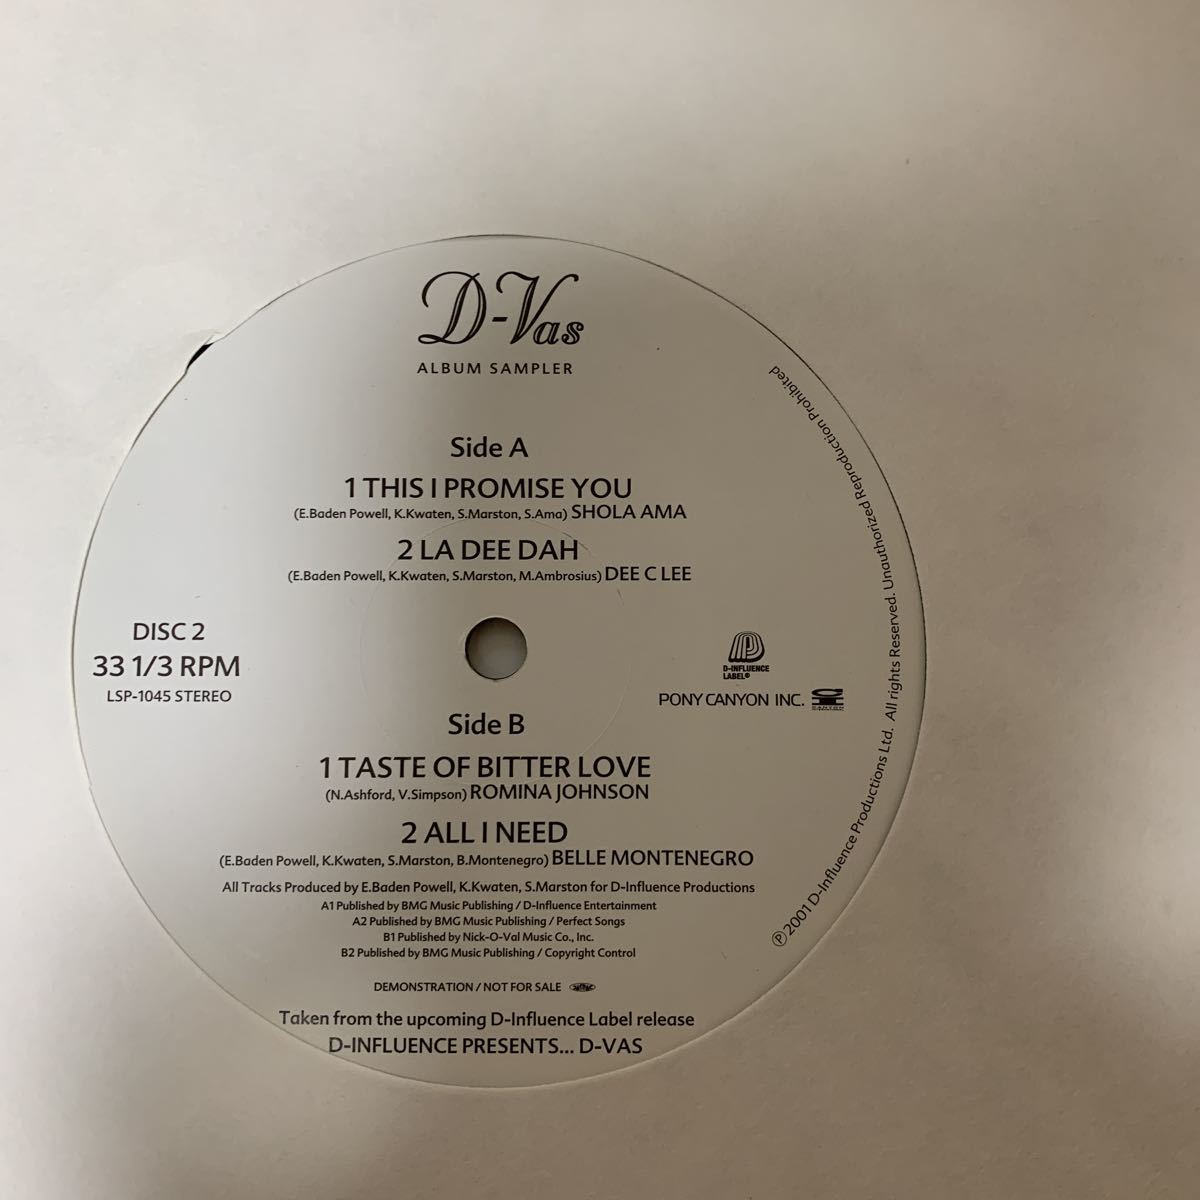 D-Vas
ALBUM SAMPLER
Side A
1 THIS I PROMISE YOU
(E.Baden Powell, K.Kwaten, S.Marston, S.Ama) SHOLA AMA
2 LA DEE DAH
(E.Baden Powell, K.Kwaten, S.Marston, M.Ambrosius) DEE C LEE
DISC 2
33 1/3 RPM
LSP-1045 STEREO
D-INFLUENCE
LABEL®
PONY CANYON INC.
Side B
1 TASTE OF BITTER LOVE
(N.Ashford, V.Simpson) ROMINA JOHNSON
2 ALL I NEED
(E.Baden Powell, K.Kwaten, S.Marston, B.Montenegro) BELLE MONTENEGRO
All Tracks Produced by E.Baden Powell, K.Kwaten, S.Marston for D-Influence Productions
A1 Published by BMG Music Publishing / D-Influence Entertainment
A2 Published by BMG Music Publishing / Perfect Songs
B1 Published by Nick-O-Val Music Co., Inc.
B2 Published by BMG Music Publishing / Copyright Control
DEMONSTRATION / NOT FOR SALE
Taken from the upcoming D-Influence Label release
D-INFLUENCE PRESENTS... D-VAS
℗2001 D-Influence Productions Ltd. All rights Reserved. Unauthorized Reproduction Prohibited